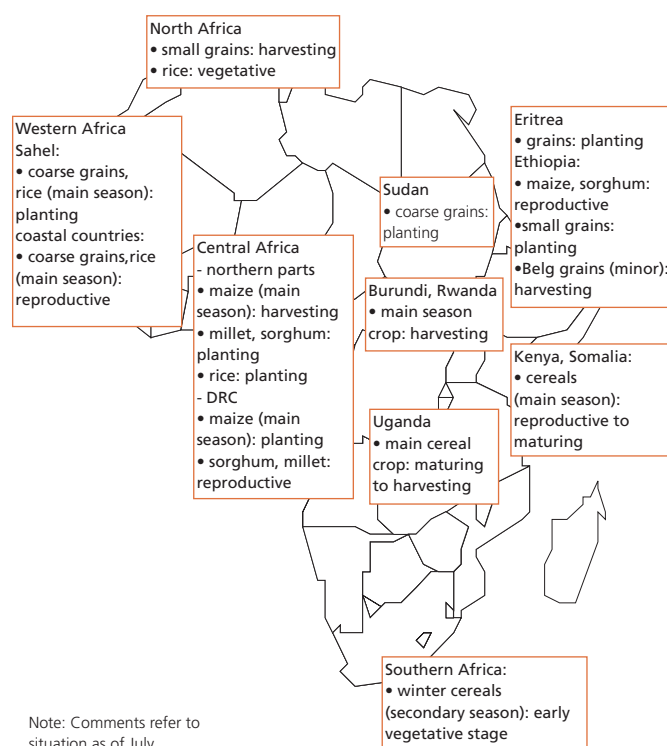 North Africa
• small grains: harvesting
• rice: vegetative
Western Africa
Sahel:
• coarse grains,
rice (main season):
planting
coastal countries:
• coarse grains,rice
(main season):
reproductive
Central Africa
- northern parts
• maize (main
season): harvesting
• millet, sorghum:
planting
• rice: planting
- DRC
• maize (main
season): planting
• sorghum, millet:
reproductive
Sudan
• coarse grains:
planting
Burundi, Rwanda
• main season
crop: harvesting
Uganda
• main cereal
crop: maturing
to harvesting
Eritrea
• grains: planting
Ethiopia:
• maize, sorghum:
reproductive
•small grains:
planting
•Belg grains (minor):
harvesting
Kenya, Somalia:
• cereals
(main season):
reproductive to
maturing
Southern Africa:
• winter cereals
(secondary season): early
vegetative stage
Note: Comments refer to
situation as of July